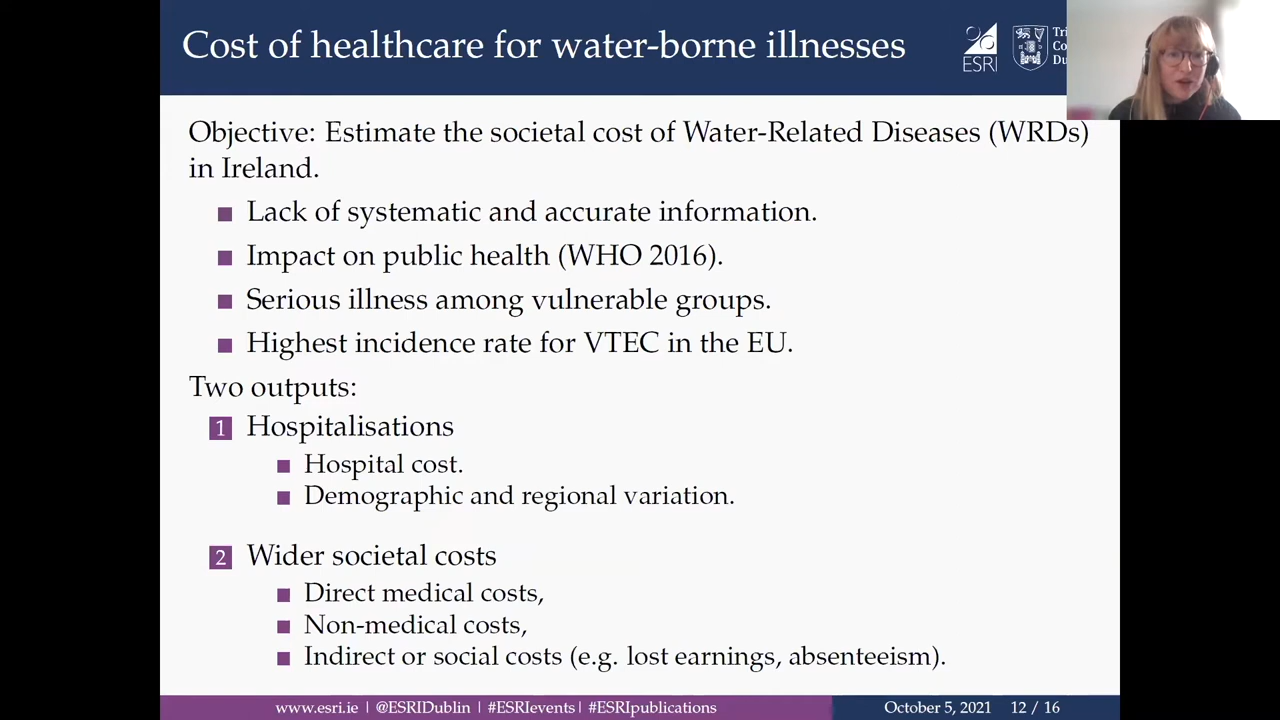 Cost of healthcare for water-borne illnesses
ESRI
Objective: Estimate the societal cost of Water-Related Diseases (WRDs)
in Ireland.
Lack of systematic and accurate information.
Impact on public health (WHO 2016).
Serious illness among vulnerable groups.
Highest incidence rate for VTEC in the EU.
Two outputs:
1 Hospitalisations
Hospital cost.
Demographic and regional variation.
2 Wider societal costs
Direct medical costs,
Non-medical costs,
Indirect or social costs (e.g. lost earnings, absenteeism).
www.esri.ie | @ESRIDublin | #ESRIevents | #ESRIpublications
October 5, 2021 12 / 16